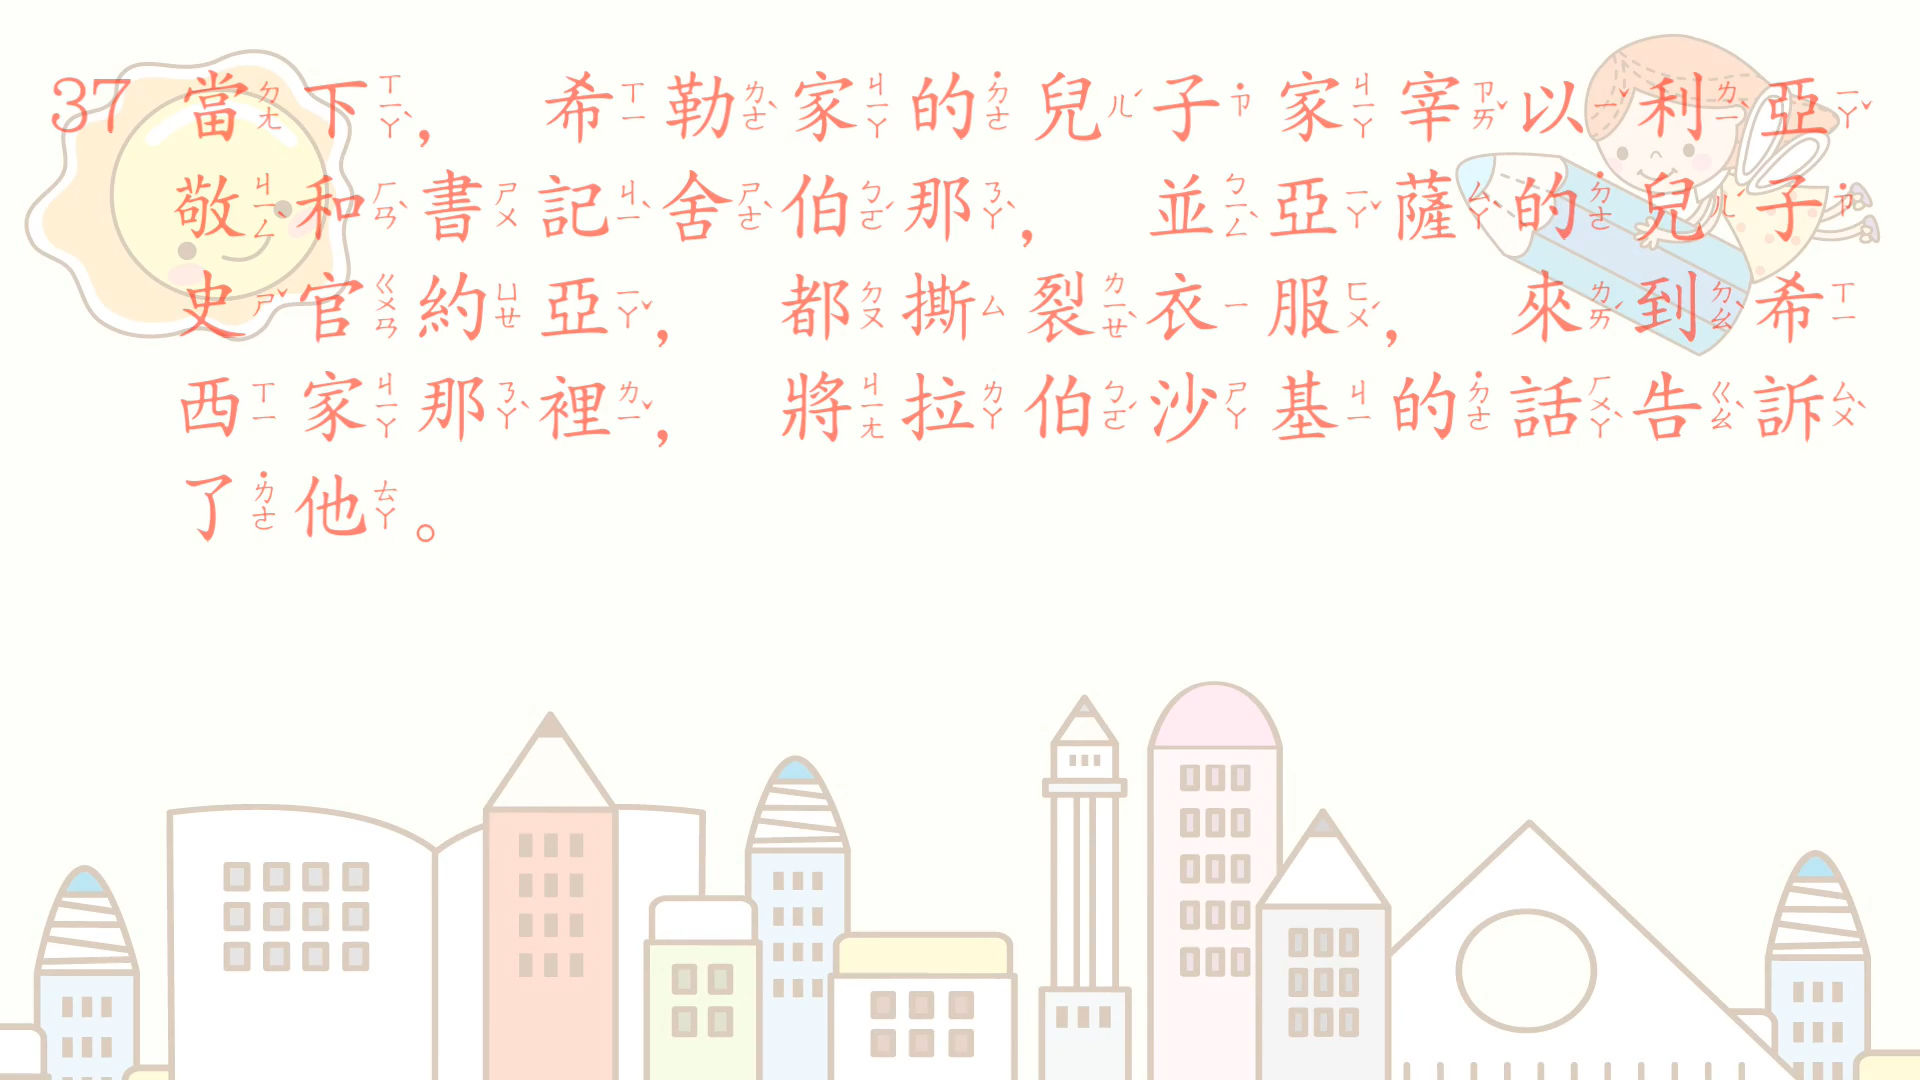 37 當下， 希勒家的兒子家宰以利亞
敬和書記舍伯那， 並亞薩的兒子
史官約亞， 都撕裂衣服， 來到希
西家那裡， 將拉伯沙基的話告訴
了他。